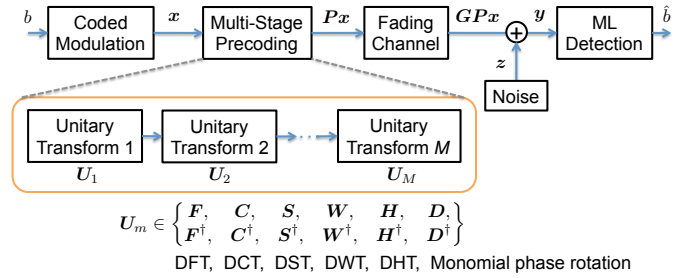 b Coded Modulation x Multi-Stage Precoding Px Fading Channel GPx + y ML Detection b̂
z
Noise
Unitary Transform 1 Unitary Transform 2 ... Unitary Transform M
U₁ U₂ U_M
Uₘ ∈ { F, C, S, W, H, D,
F†, C†, S†, W†, H†, D† }
DFT, DCT, DST, DWT, DHT, Monomial phase rotation